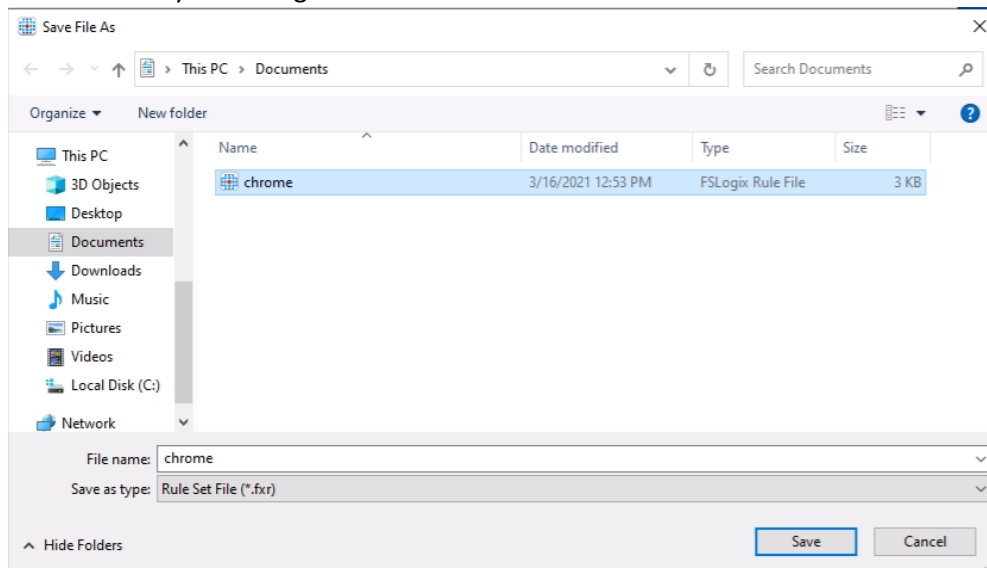 Save File As
This PC > Documents
Search Documents
Organize
New folder
Name
Date modified
Type
Size
This PC
3D Objects
Desktop
Documents
Downloads
Music
Pictures
Videos
Local Disk (C:)
Network
chrome 3/16/2021 12:53 PM FSLogix Rule File 3 KB
File name: chrome
Save as type: Rule Set File (*.fxr)
Hide Folders
Save
Cancel